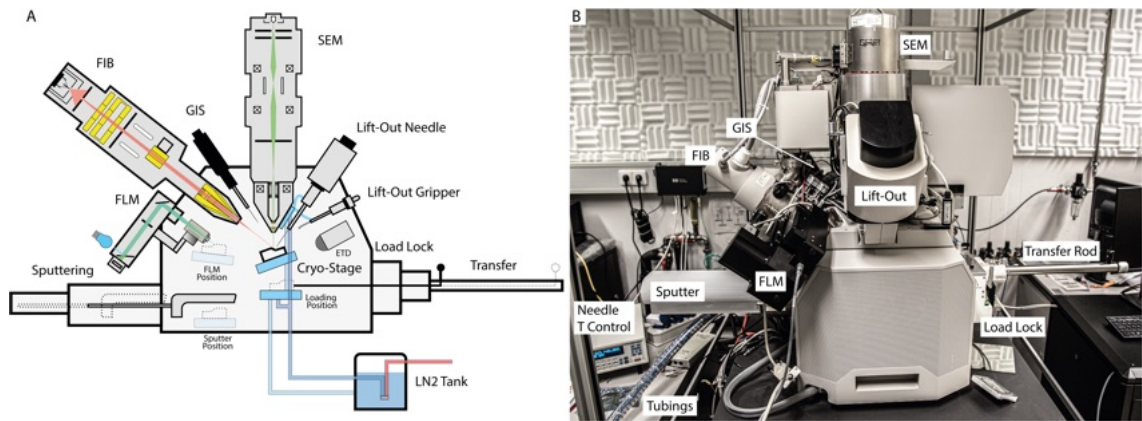 A
SEM
FIB
GIS
Lift-Out Needle
Lift-Out Gripper
FLM
ETD
Load Lock
Sputtering
FLM
Position
Cryo-Stage
Transfer
Loading
Position
Sputter
Position
LN2 Tank
B
SEM
GIS
FIB
Lift-Out
Transfer Rod
FLM
Sputter
Needle
T Control
Load Lock
Tubings